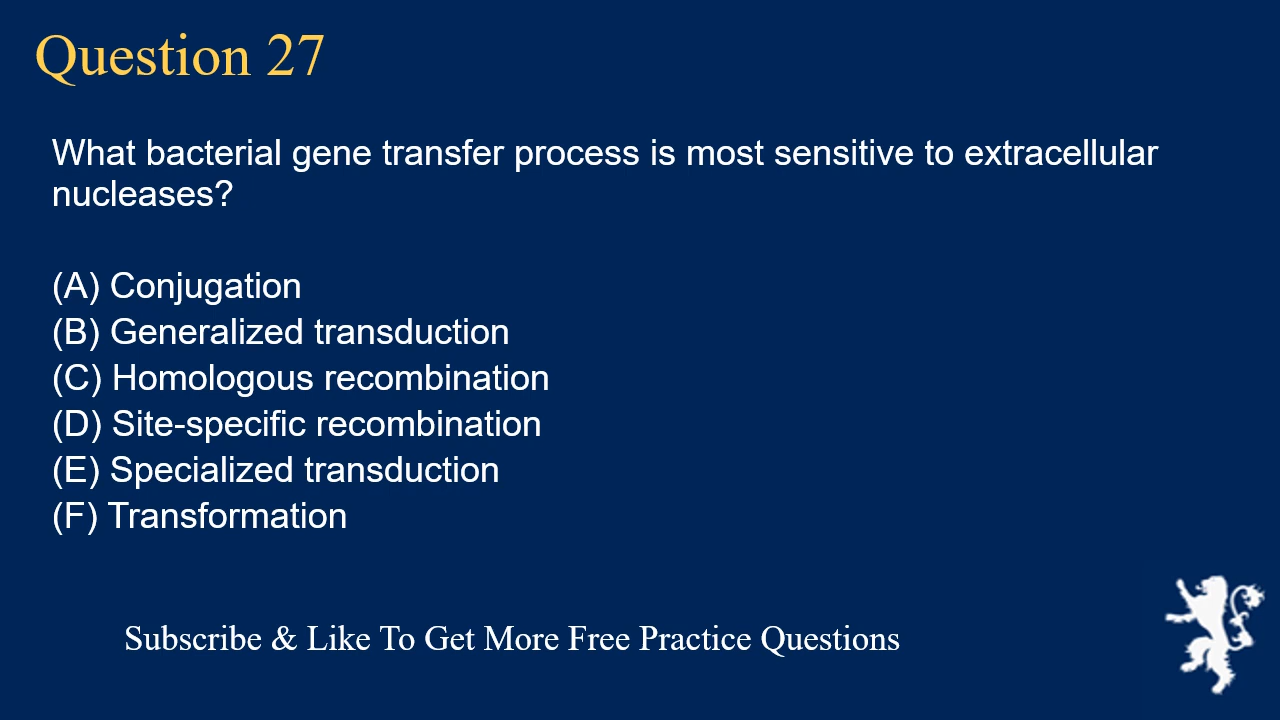 Question 27
What bacterial gene transfer process is most sensitive to extracellular
nucleases?
(A) Conjugation
(B) Generalized transduction
(C) Homologous recombination
(D) Site-specific recombination
(E) Specialized transduction
(F) Transformation
Subscribe & Like To Get More Free Practice Questions